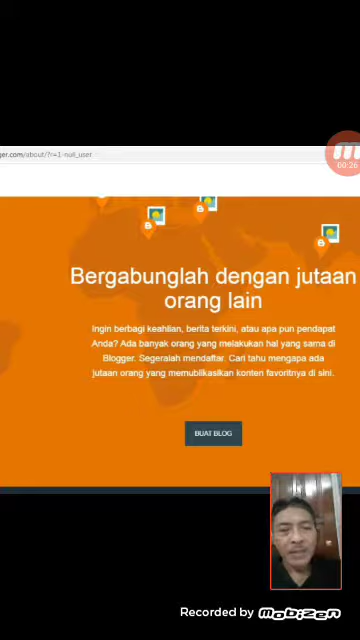 ger.com/about/?r=1-null_user
00:26
Bergabunglah dengan jutaan
orang lain
Ingin berbagi keahlian, berita terkini, atau apa pun pendapat
Anda? Ada banyak orang yang melakukan hal yang sama di
Blogger. Segeralah mendaftar. Cari tahu mengapa ada
jutaan orang yang memublikasikan konten favoritnya di sini.
BUAT BLOG
Recorded by mobizen